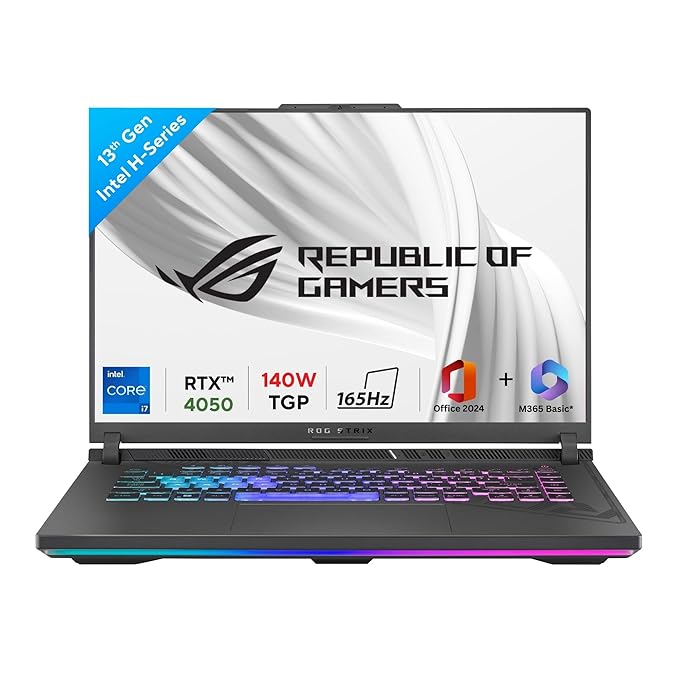 13th Gen
Intel H-Series
REPUBLIC OF
GAMERS
intel
CORE
i7
RTX™
4050
140W
TGP
165Hz
Office 2024
+
M365 Basic*
ROG STRIX